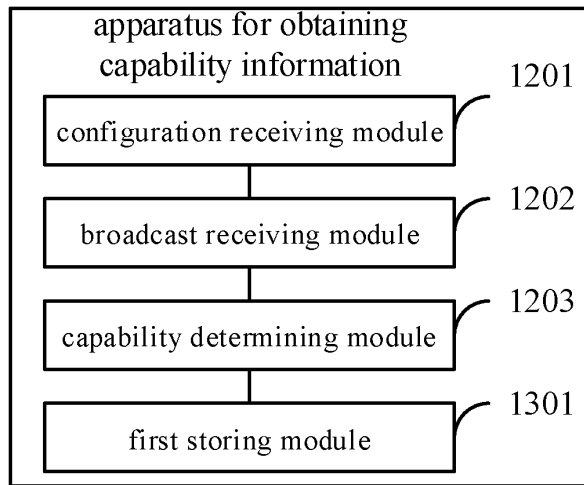 apparatus for obtaining
capability information
1201
configuration receiving module
1202
broadcast receiving module
1203
capability determining module
1301
first storing module